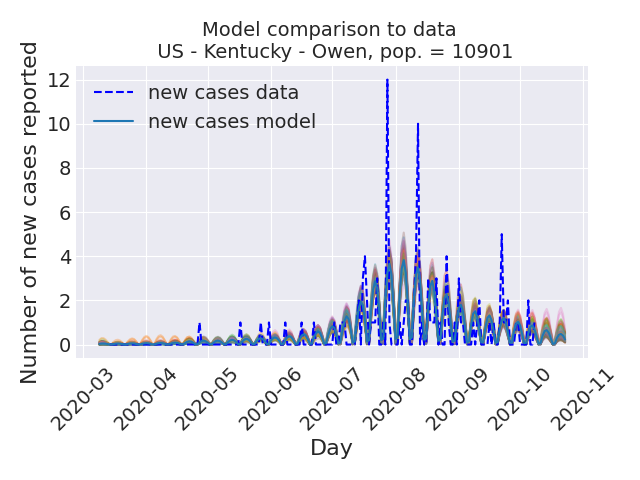 Model comparison to data
US - Kentucky - Owen, pop. = 10901
Number of new cases reported
12
10
8
6
4
2
0
new cases data
new cases model
2020-03
2020-04
2020-05
2020-06
2020-07
2020-08
2020-09
2020-10
2020-11
Day